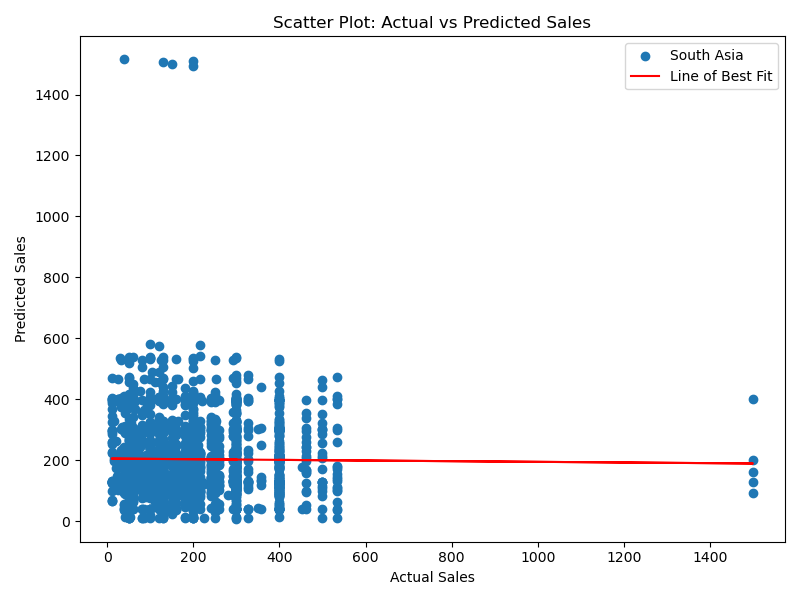 Scatter Plot: Actual vs Predicted Sales
South Asia
Line of Best Fit
Predicted Sales
1400
1200
1000
800
600
400
200
0
0 200 400 600 800 1000 1200 1400
Actual Sales